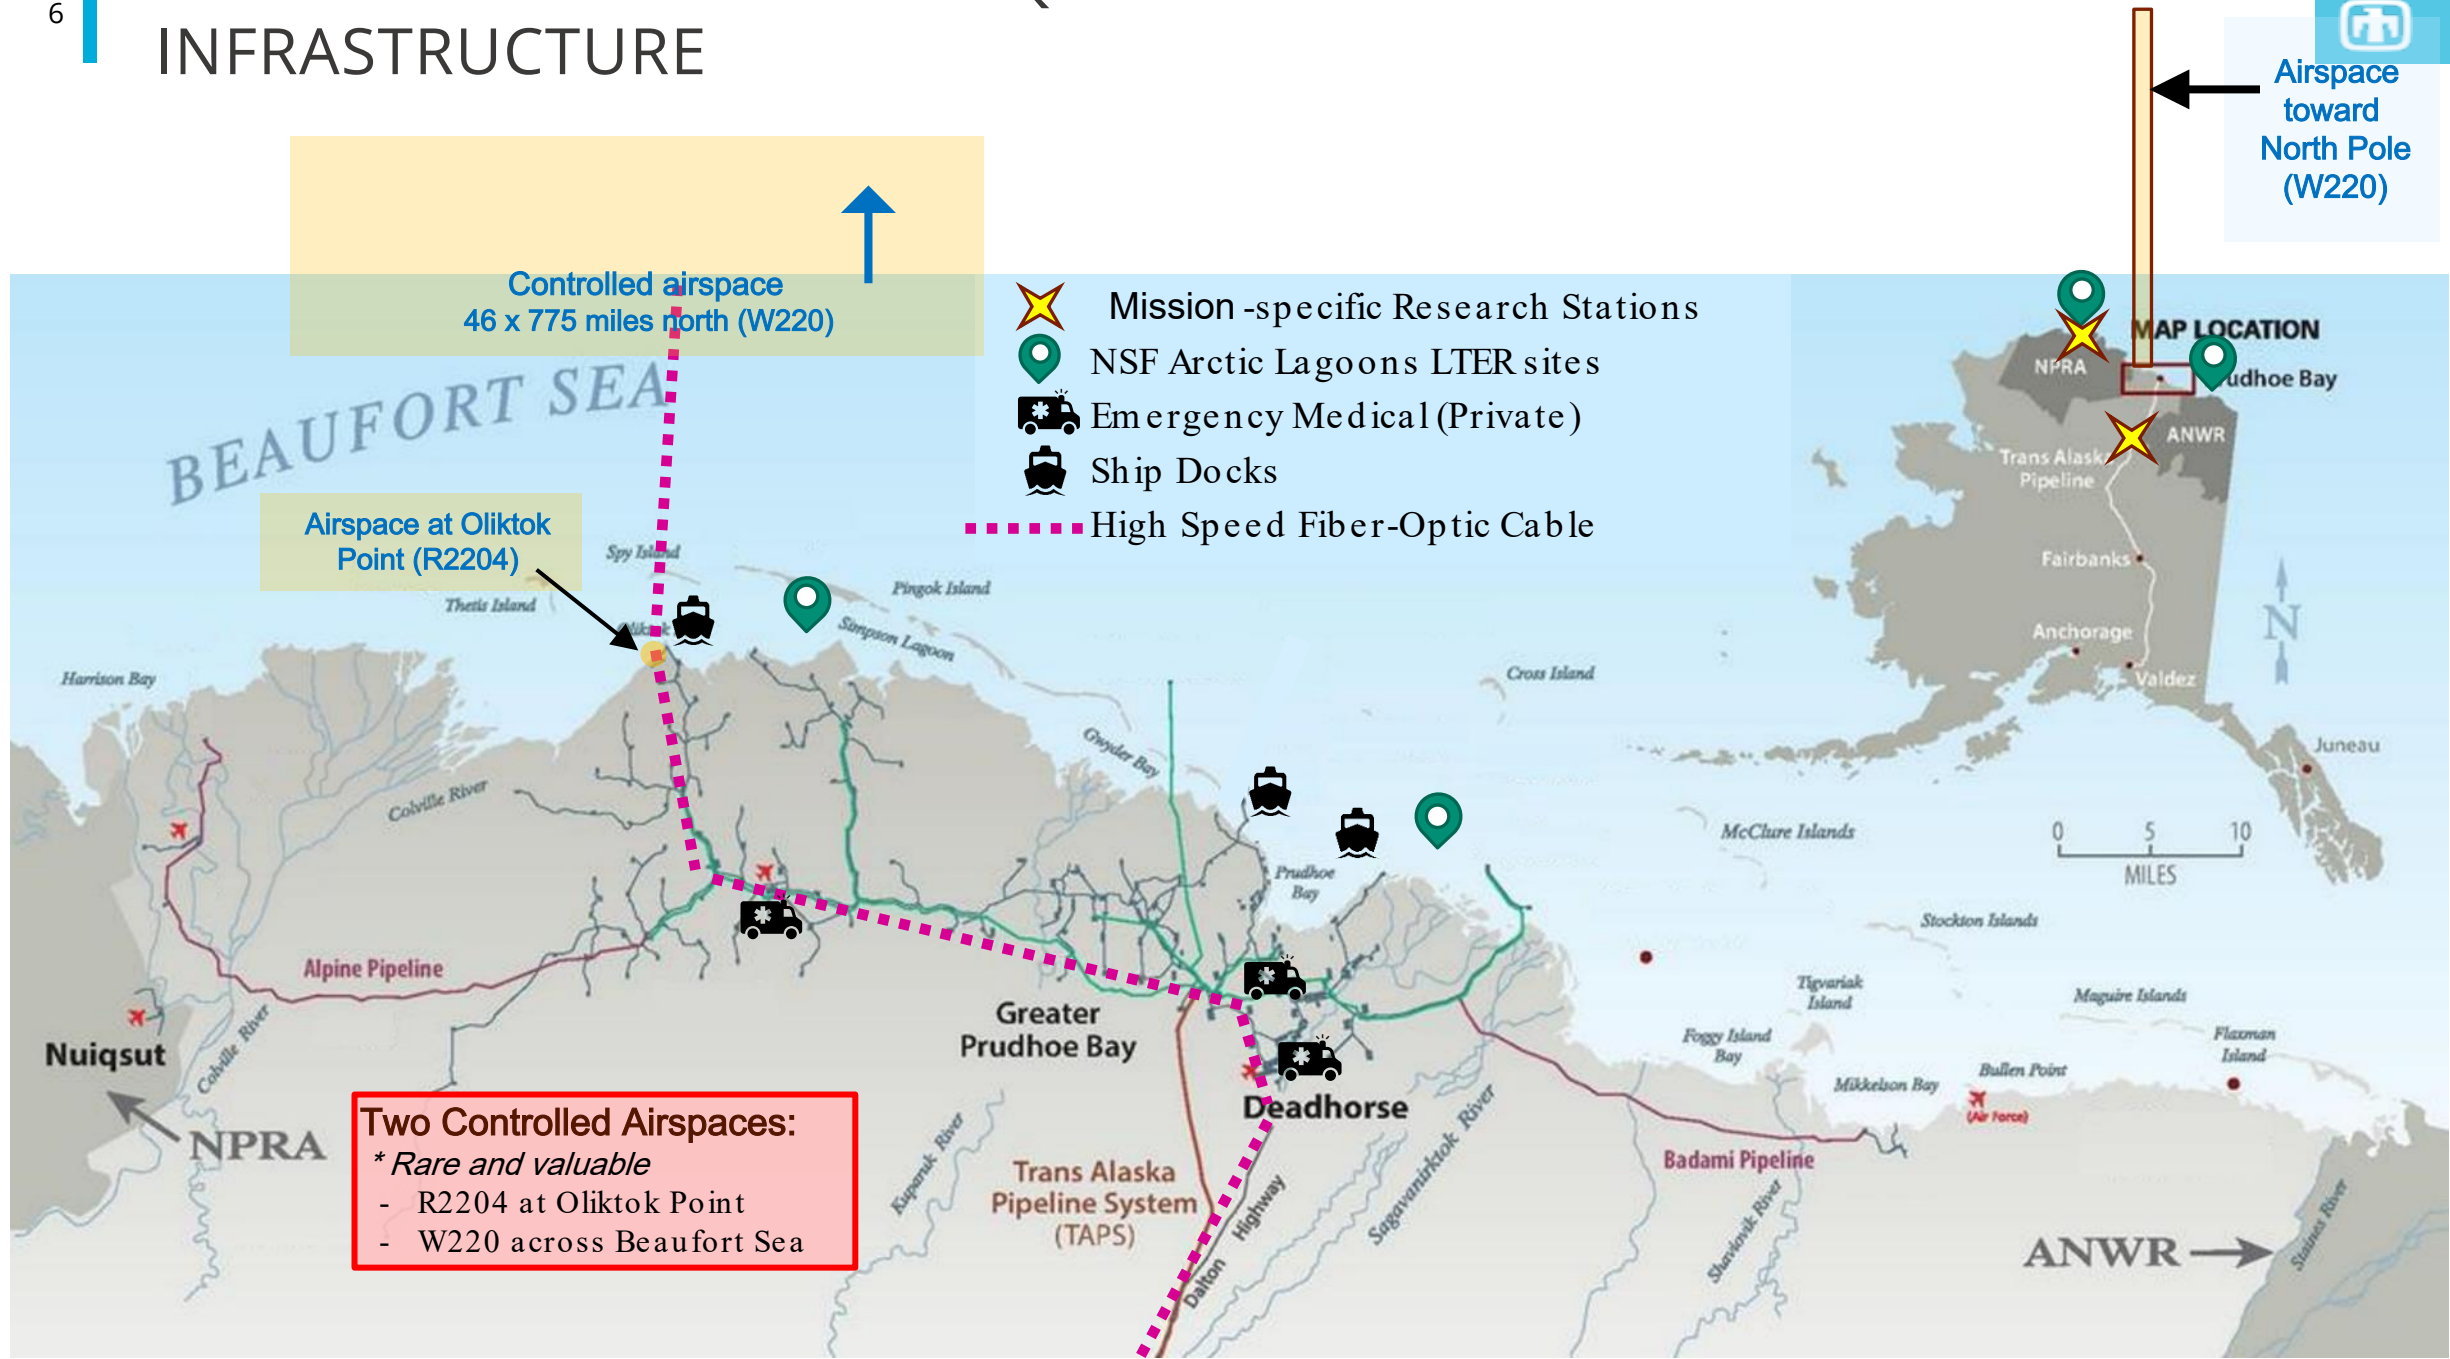 6
INFRASTRUCTURE
Airspace
toward
North Pole
(W220)
Controlled airspace
46 x 775 miles north (W220)
Mission -specific Research Stations
NSF Arctic Lagoons LTER sites
Emergency Medical (Private)
Ship Docks
High Speed Fiber-Optic Cable
MAP LOCATION
NPRA
udhoe Bay
ANWR
Trans Alaska
Pipeline
Fairbanks
Anchorage
Valdez
Juneau
N
BEAUFORT SEA
Airspace at Oliktok
Point (R2204)
Spy Island
Thetis Island
Pingok Island
Simpson Lagoon
Harrison Bay
Cross Island
Gwyder Bay
Colville River
McClure Islands
0 5 10
MILES
Prudhoe
Bay
Stockton Islands
Alpine Pipeline
Tigvariak
Island
Maguire Islands
Greater
Prudhoe Bay
Foggy Island
Bay
Flaxman
Island
Nuiqsut
Colville River
Mikkelson Bay
Bullen Point
(Air Force)
Deadhorse
NPRA
Two Controlled Airspaces:
* Rare and valuable
- R2204 at Oliktok Point
- W220 across Beaufort Sea
Kuparuk River
Trans Alaska
Pipeline System
(TAPS)
Dalton Highway
Sagavanirktok River
Badami Pipeline
Shaviovik River
ANWR
Staines River